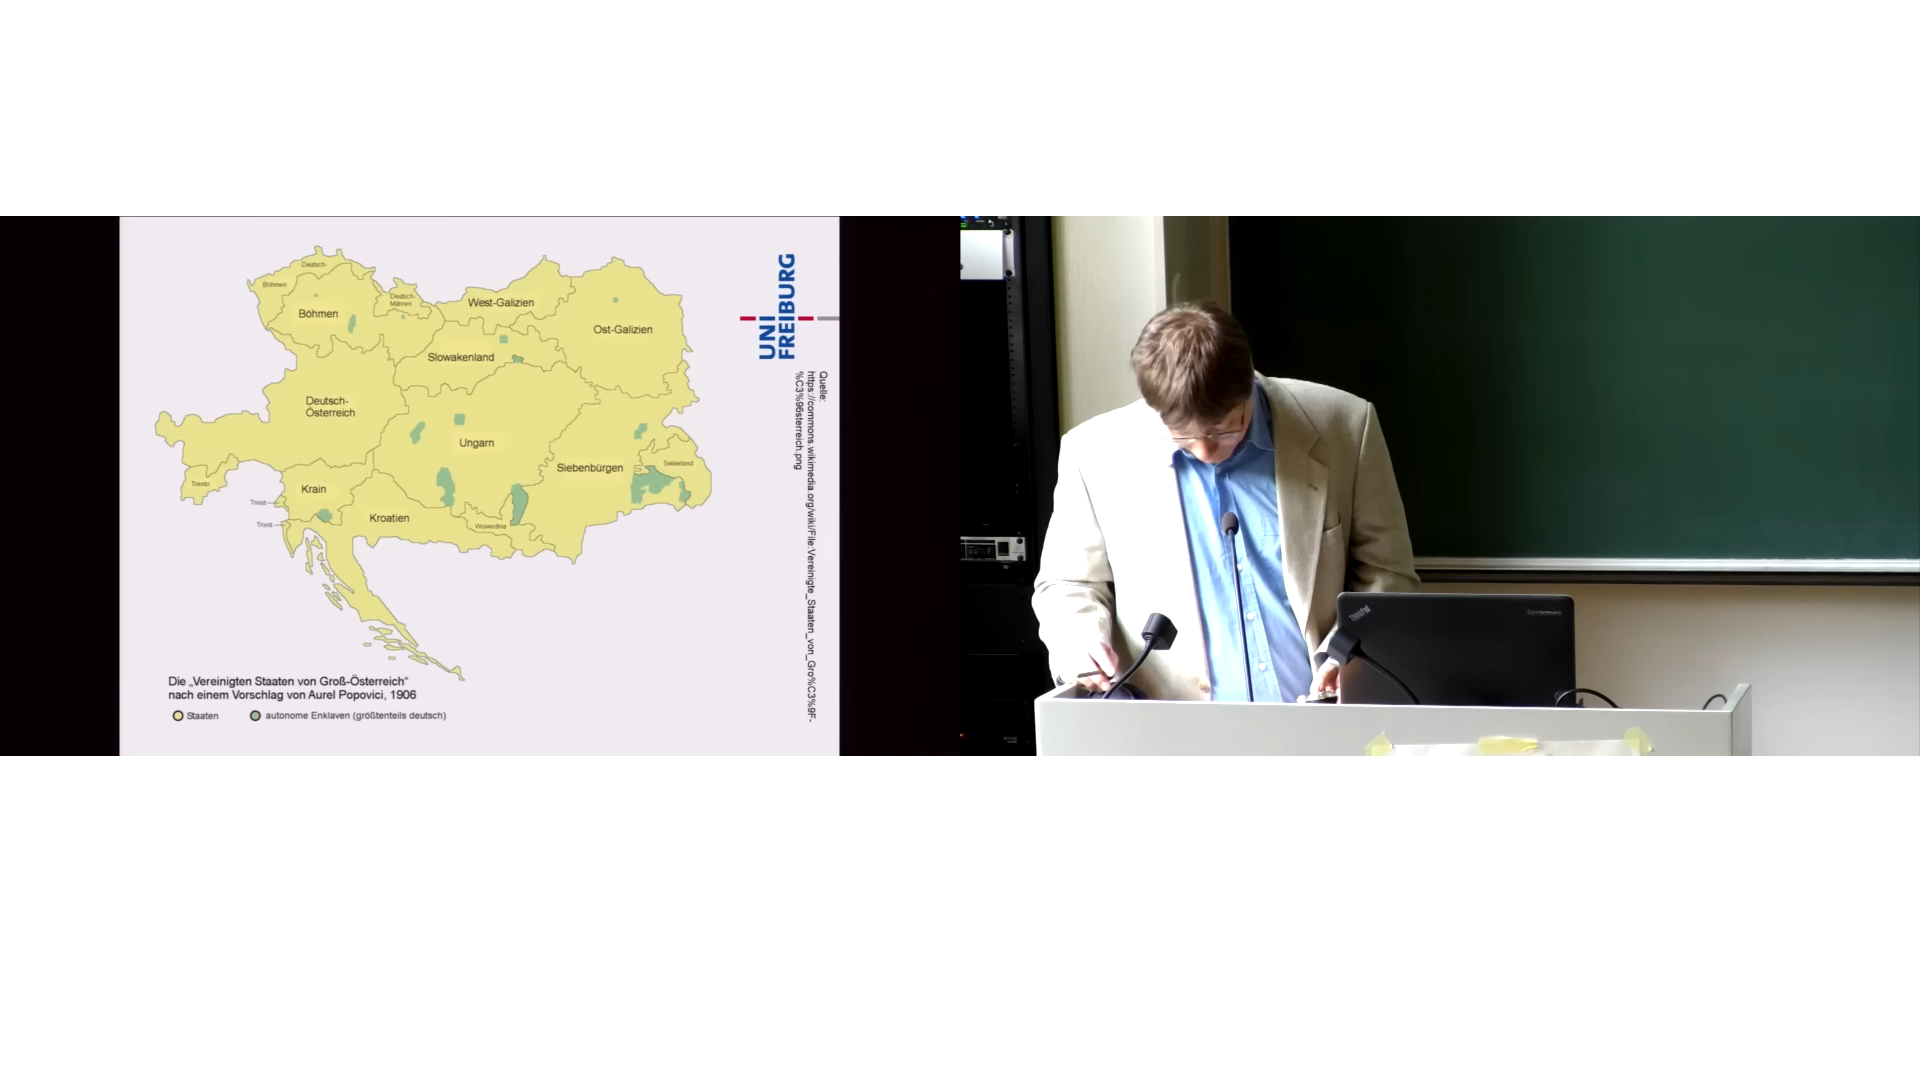 Deutsch-
Böhmen
Deutsch-
Mähren
Böhmen
West-Galizien
Ost-Galizien
Slowakenland
Deutsch-
Österreich
Ungarn
Siebenbürgen
Seklerland
Trento
Krain
Triest
Triest
Kroatien
Wojwodina
Die „Vereinigten Staaten von Groß-Österreich“
nach einem Vorschlag von Aurel Popovici, 1906
Staaten
autonome Enklaven (größtenteils deutsch)
UNI
FREIBURG
Quelle:
https://commons.wikimedia.org/wiki/File:Vereinigte_Staaten_von_Gro%C3%9F-
%C3%96sterreich.png
ThinkPad